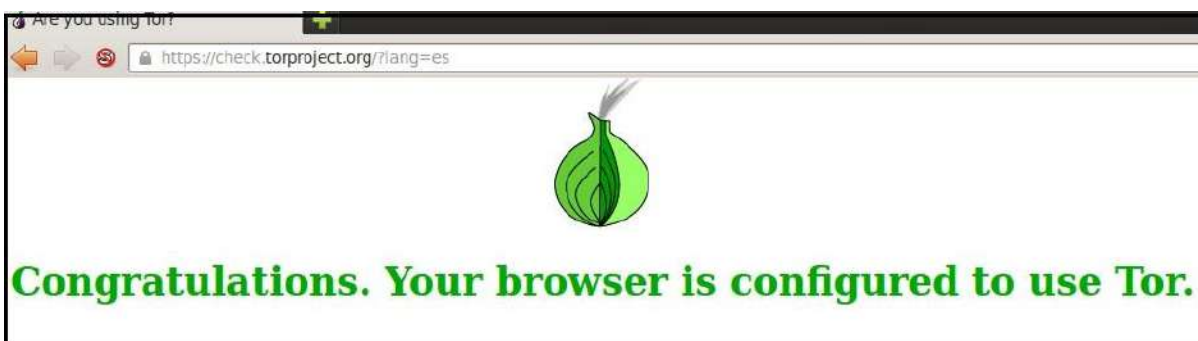 Are you using Tor?
https://check.torproject.org/?lang=es
Congratulations. Your browser is configured to use Tor.